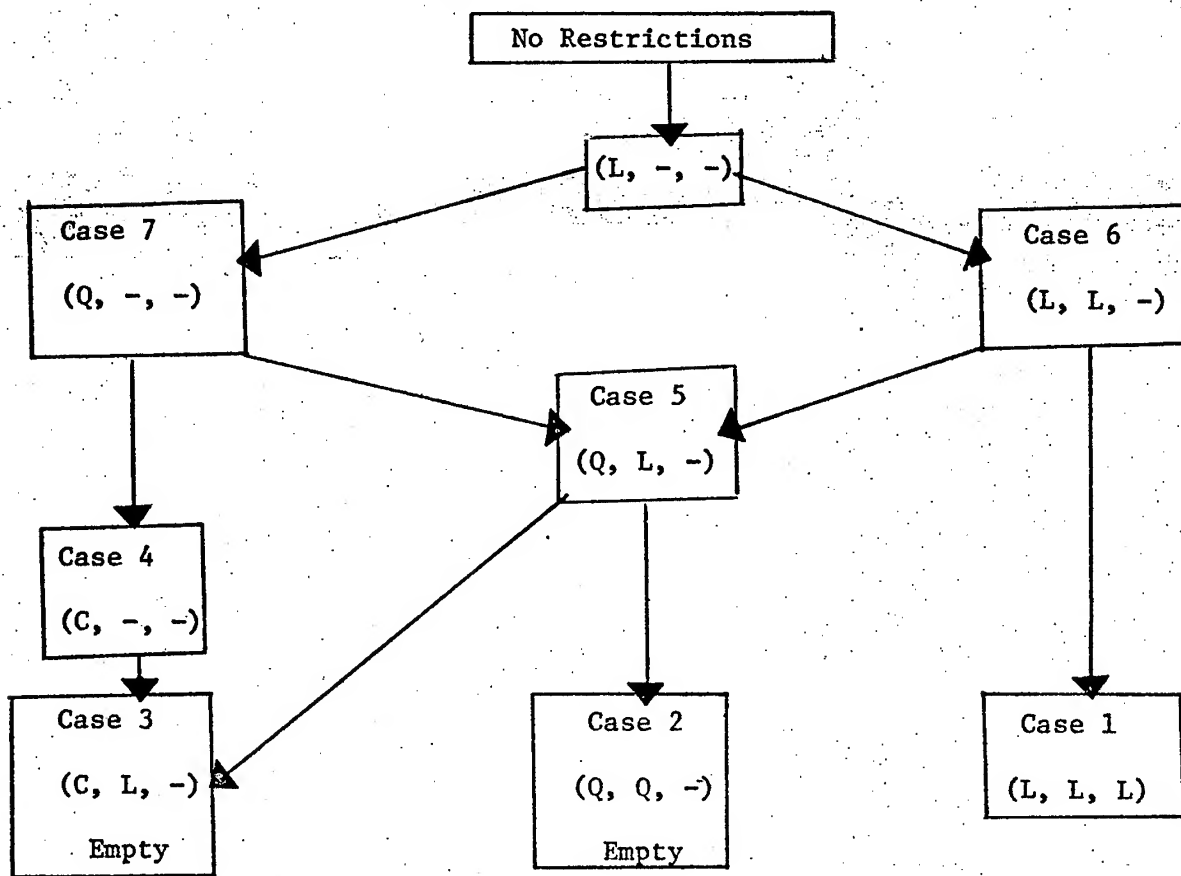 No Restrictions
(L, -, -)
Case 7
(Q, -, -)
Case 6
(L, L, -)
Case 5
(Q, L, -)
Case 4
(C, -, -)
Case 3
(C, L, -)
Empty
Case 2
(Q, Q, -)
Empty
Case 1
(L, L, L)